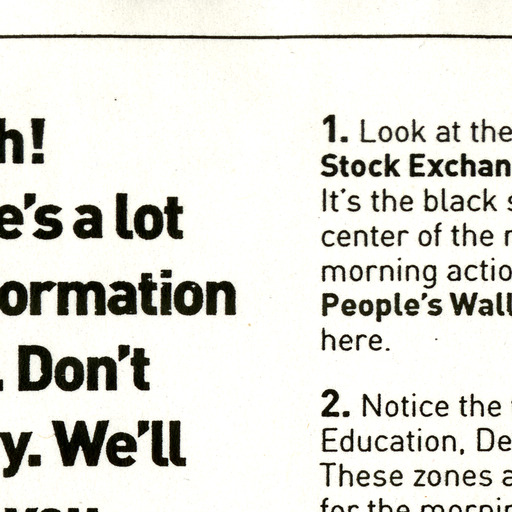 h!
e's a lot
ormation
. Don't
y. We'll
you
1. Look at the
Stock Exchan
It's the black s
center of the r
morning actio
People's Wall
here.
2. Notice the
Education, De
These zones a
for the mornin